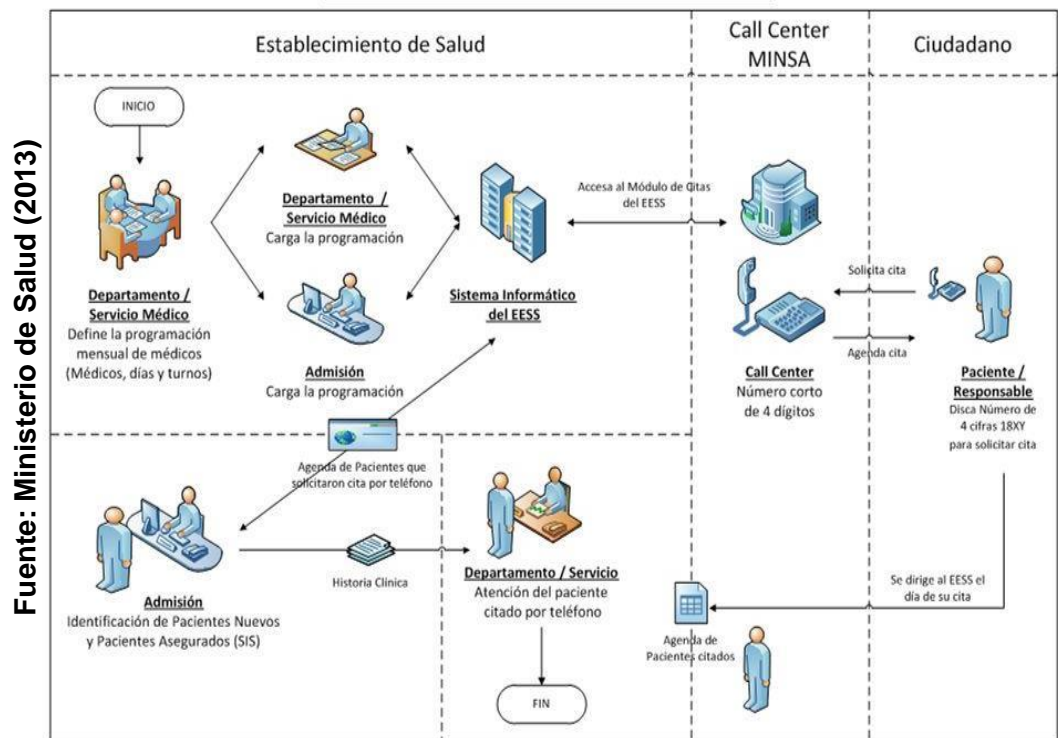 Fuente: Ministerio de Salud (2013)
Establecimiento de Salud
Call Center
MINSA
Ciudadano
INICIO
Departamento /
Servicio Médico
Define la programación
mensual de médicos
(Médicos, días y turnos)
Departamento /
Servicio Médico
Carga la programación
Admisión
Carga la programación
Sistema Informático
del EESS
Accesa al Módulo de Citas
del EESS
Call Center
Número corto
de 4 dígitos
Solicita cita
Agenda cita
Paciente /
Responsable
Disca Número de
4 cifras 18XY
para solicitar cita
Agenda de Pacientes que
solicitaron cita por teléfono
Admisión
Identificación de Pacientes Nuevos
y Pacientes Asegurados (SIS)
Historia Clínica
Departamento / Servicio
Atención del paciente
citado por teléfono
FIN
Agenda de
Pacientes citados
Se dirige al EESS el
día de su cita